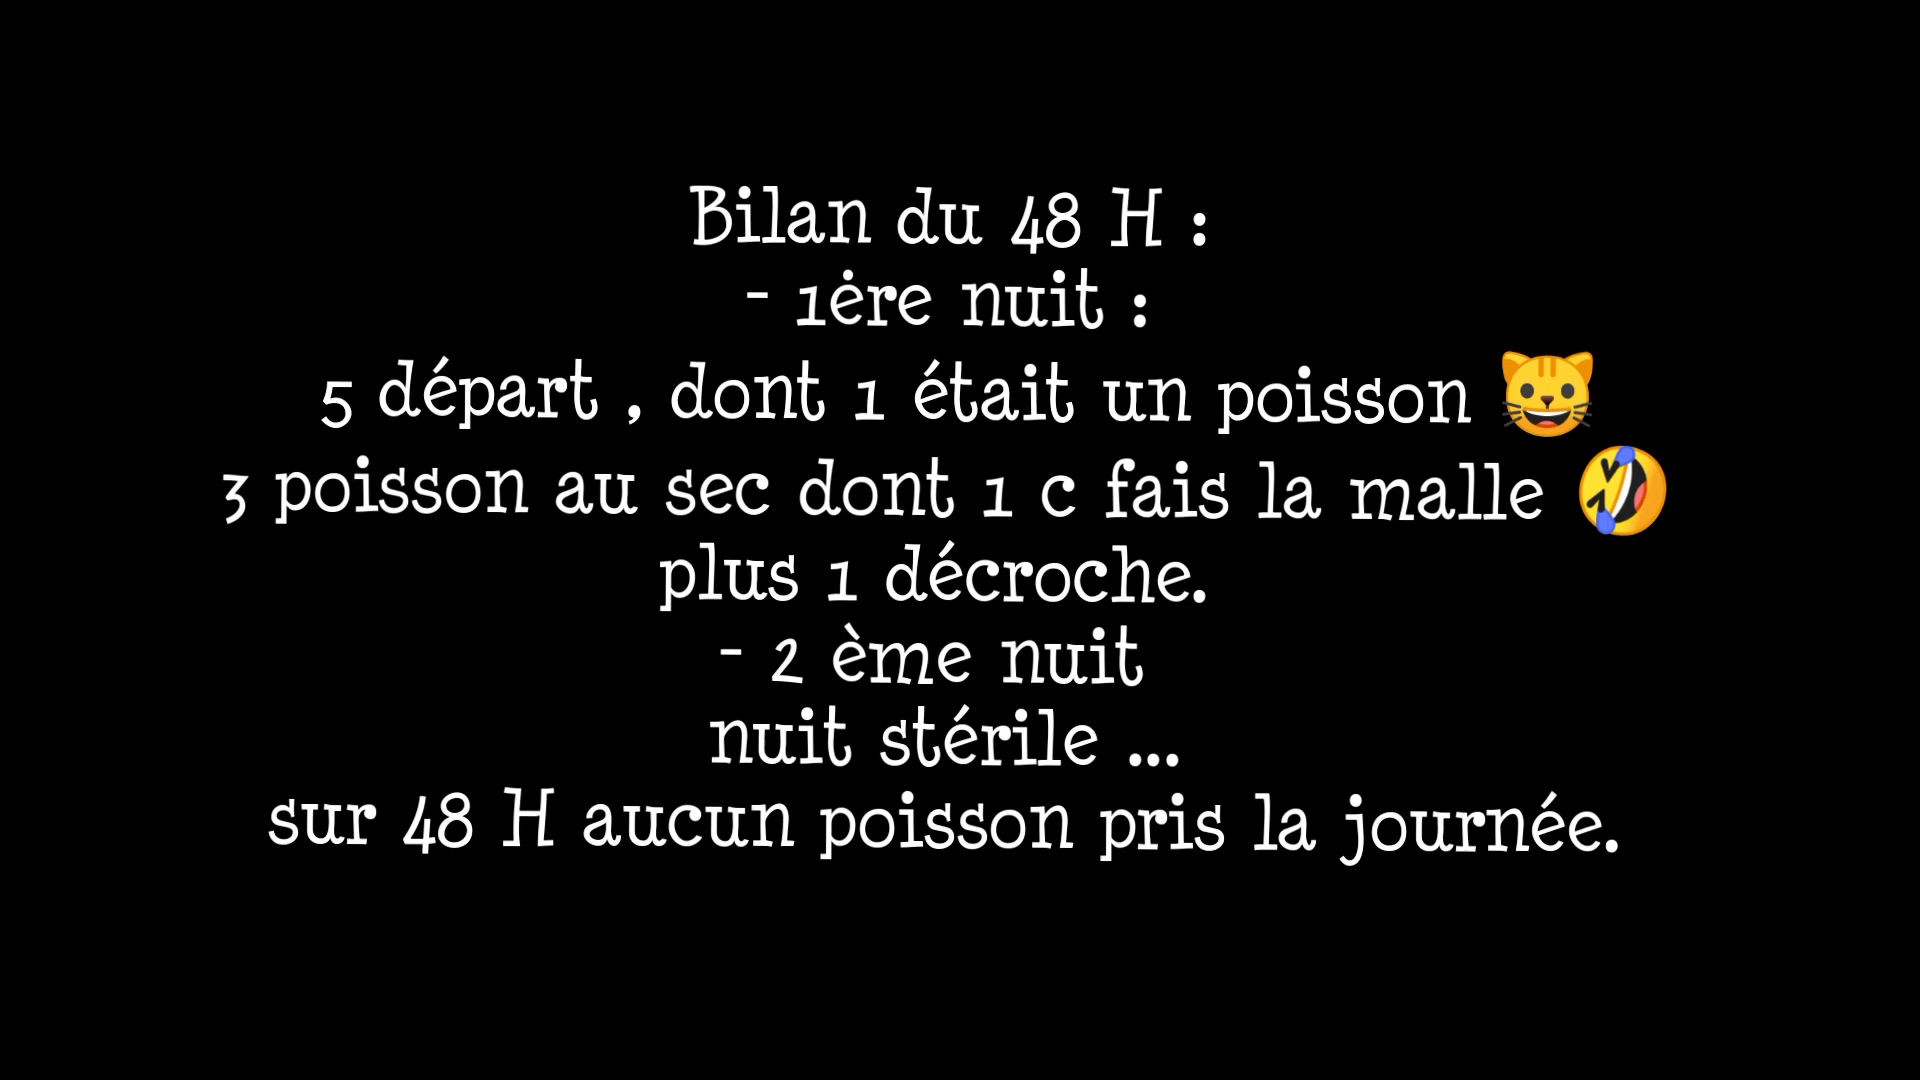 Bilan du 48 H :
- 1ère nuit :
5 départ , dont 1 était un poisson 😺
3 poisson au sec dont 1 c fais la malle 🤣
plus 1 décroche.
- 2 ème nuit
nuit stérile ...
sur 48 H aucun poisson pris la journée.